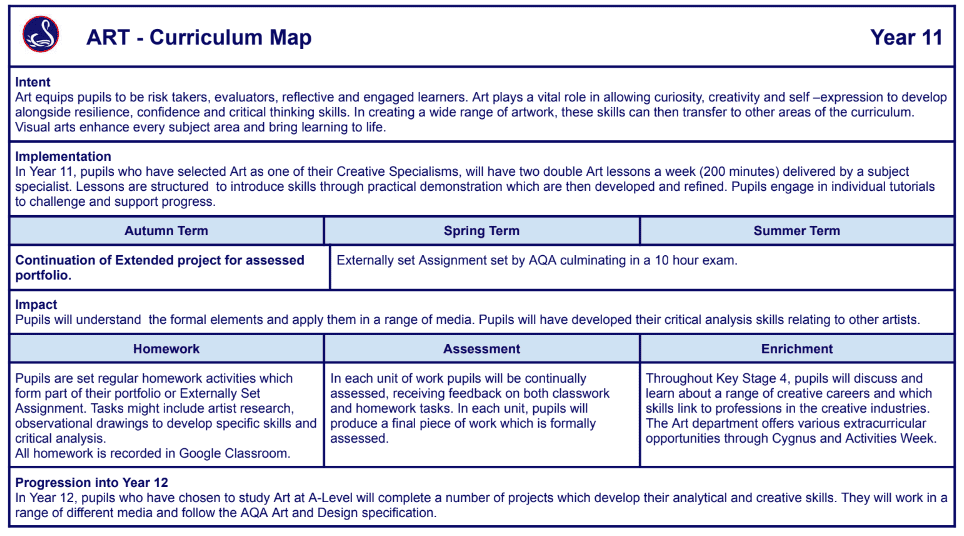 ART - Curriculum Map
Year 11
Intent
Art equips pupils to be risk takers, evaluators, reflective and engaged learners. Art plays a vital role in allowing curiosity, creativity and self –expression to develop
alongside resilience, confidence and critical thinking skills. In creating a wide range of artwork, these skills can then transfer to other areas of the curriculum.
Visual arts enhance every subject area and bring learning to life.
Implementation
In Year 11, pupils who have selected Art as one of their Creative Specialisms, will have two double Art lessons a week (200 minutes) delivered by a subject
specialist. Lessons are structured  to introduce skills through practical demonstration which are then developed and refined. Pupils engage in individual tutorials
to challenge and support progress.
Autumn Term
Spring Term
Summer Term
Continuation of Extended project for assessed
portfolio.
Externally set Assignment set by AQA culminating in a 10 hour exam.
Impact
Pupils will understand  the formal elements and apply them in a range of media. Pupils will have developed their critical analysis skills relating to other artists.
Homework
Assessment
Enrichment
Pupils are set regular homework activities which
form part of their portfolio or Externally Set
Assignment. Tasks might include artist research,
observational drawings to develop specific skills and
critical analysis.
All homework is recorded in Google Classroom.
In each unit of work pupils will be continually
assessed, receiving feedback on both classwork
and homework tasks. In each unit, pupils will
produce a final piece of work which is formally
assessed.
Throughout Key Stage 4, pupils will discuss and
learn about a range of creative careers and which
skills link to professions in the creative industries.
The Art department offers various extracurricular
opportunities through Cygnus and Activities Week.
Progression into Year 12
In Year 12, pupils who have chosen to study Art at A-Level will complete a number of projects which develop their analytical and creative skills. They will work in a
range of different media and follow the AQA Art and Design specification.